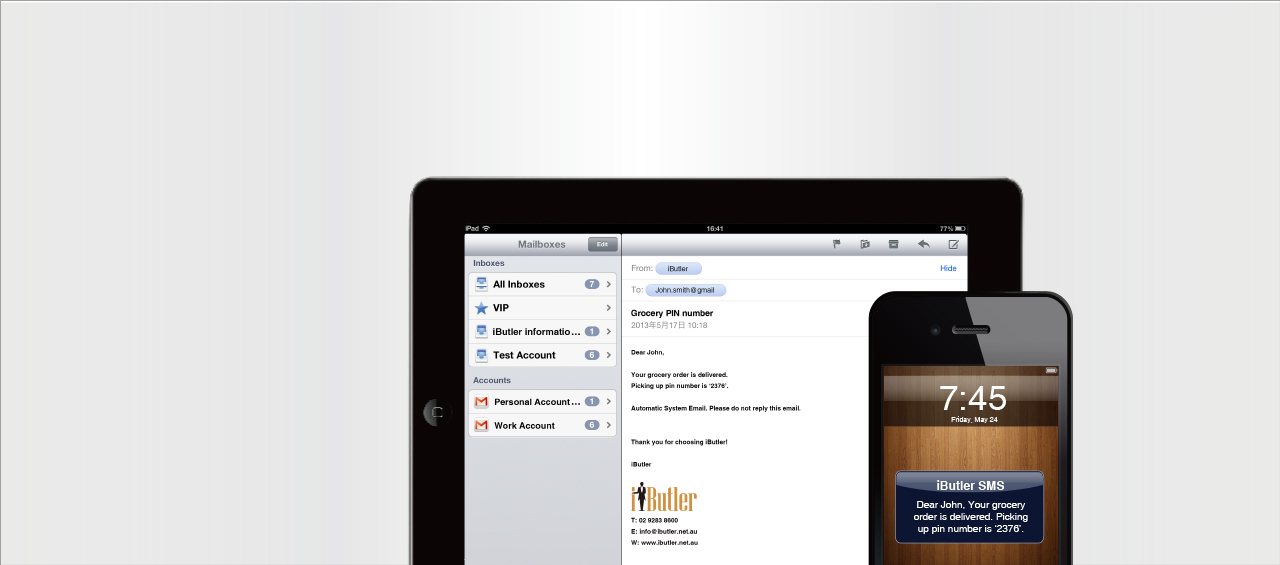 iPad
16:41
77%
Mailboxes
Edit
Inboxes
All Inboxes
7
VIP
iButler informatio...
1
Test Account
6
Accounts
Personal Account...
1
Work Account
6
From: iButler
Hide
To: John.smith@gmail
Grocery PIN number
2013年5月17日 10:18
Dear John,
Your grocery order is delivered.
Picking up pin number is '2376'.
Automatic System Email. Please do not reply this email.
Thank you for choosing iButler!
iButler
iButler
T: 02 9283 8600
E: info@ibutler.net.au
W: www.ibutler.net.au
7:45
Friday, May 24
iButler SMS
Dear John, Your grocery
order is delivered. Picking
up pin number is '2376'.